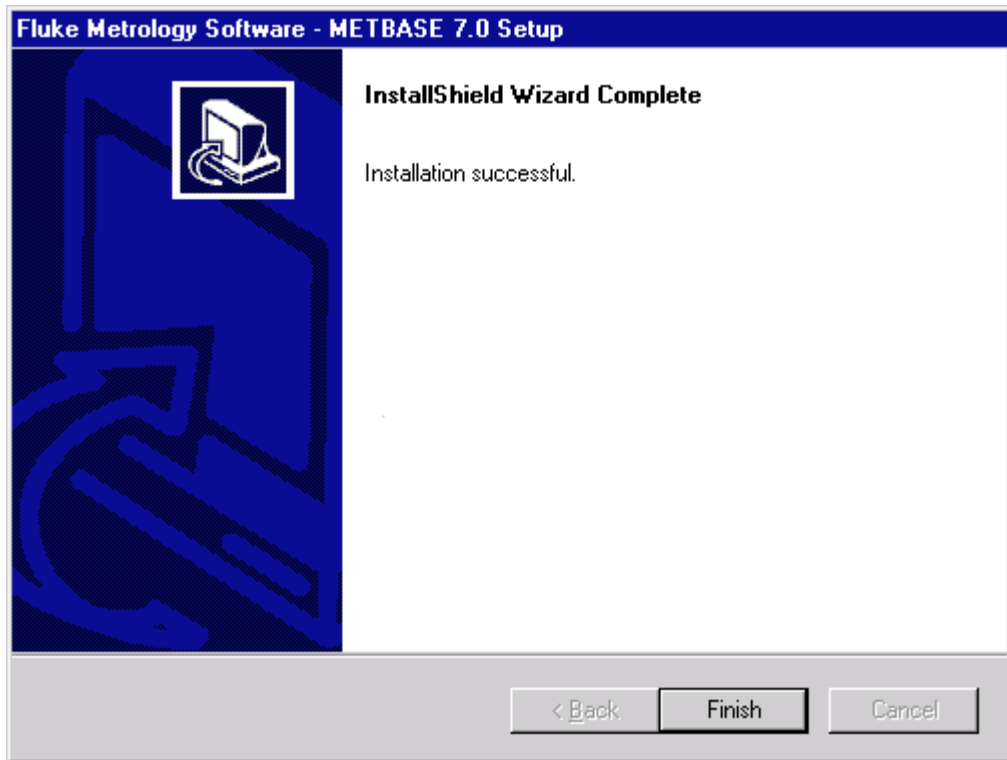 Fluke Metrology Software - METBASE 7.0 Setup
InstallShield Wizard Complete
Installation successful.
< Back
Finish
Cancel